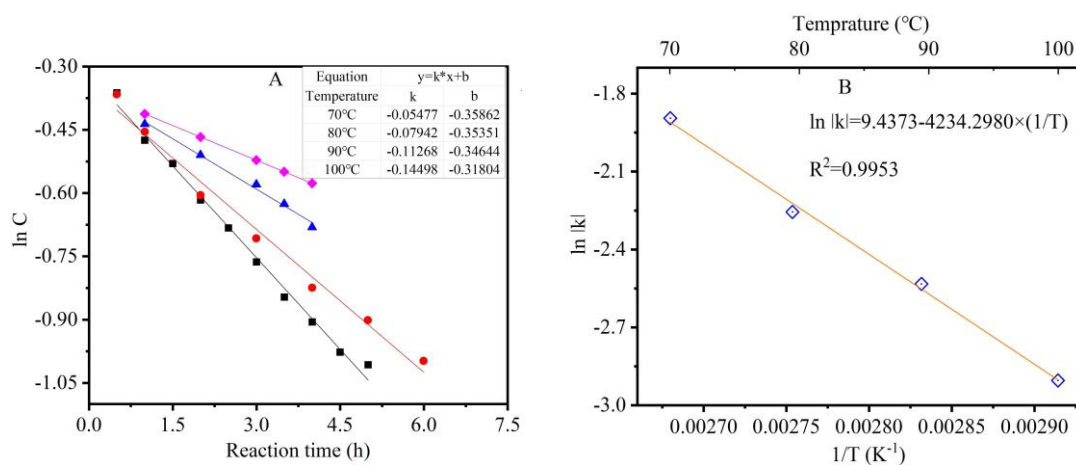 A
Equation y=k*x+b
Temperature k b
70°C -0.05477 -0.35862
80°C -0.07942 -0.35351
90°C -0.11268 -0.34644
100°C -0.14498 -0.31804
-0.30
-0.45
-0.60
-0.75
-0.90
-1.05
ln C
0.0 1.5 3.0 4.5 6.0 7.5
Reaction time (h)
Temprature (°C)
70 80 90 100
B
ln |k|=9.4373-4234.2980×(1/T)
R²=0.9953
-1.8
-2.1
-2.4
-2.7
-3.0
ln |k|
0.00270 0.00275 0.00280 0.00285 0.00290
1/T (K⁻¹)